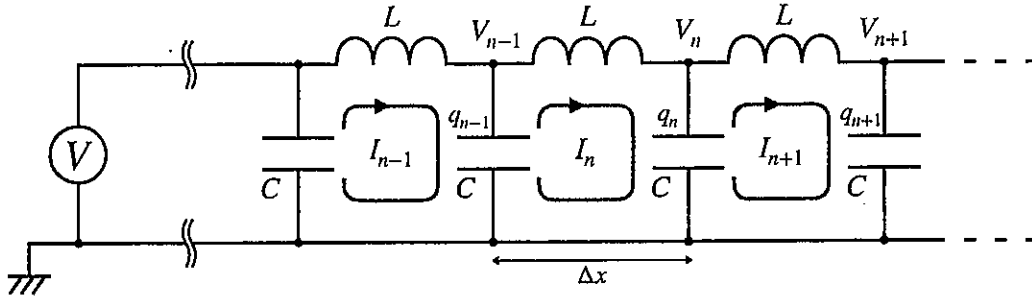 L L L
V_{n-1} V_n V_{n+1}
q_{n-1} q_n q_{n+1}
V I_{n-1} I_n I_{n+1}
C C C C
Δx